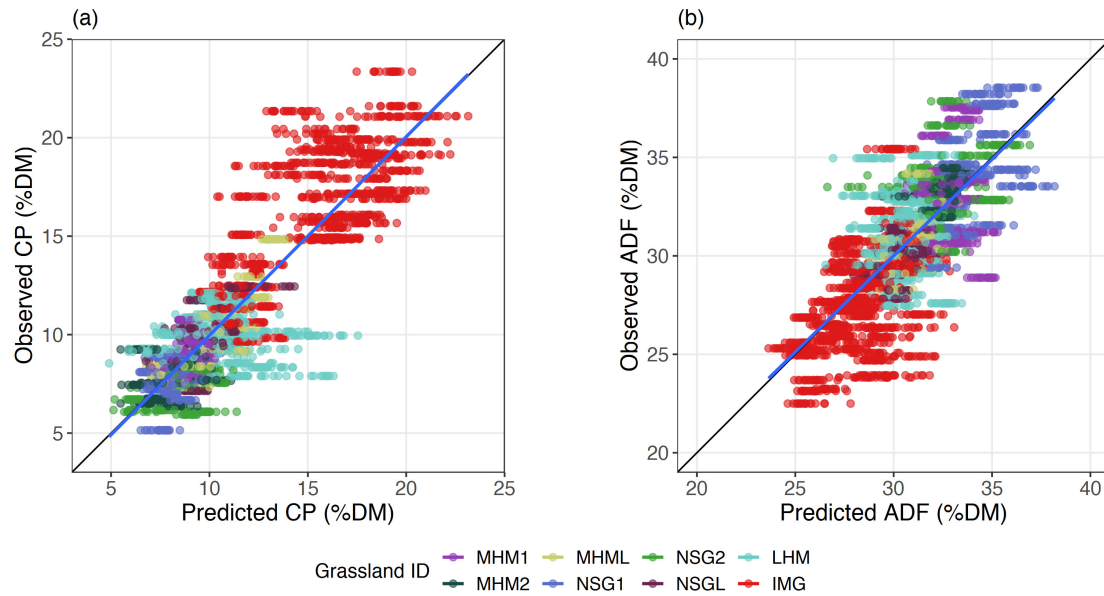 (a)
25
20
15
10
5
Observed CP (%DM)
5 10 15 20 25
Predicted CP (%DM)
(b)
40
35
30
25
20
Observed ADF (%DM)
20 25 30 35 40
Predicted ADF (%DM)
Grassland ID
MHM1 MHML NSG2 LHM
MHM2 NSG1 NSGL IMG